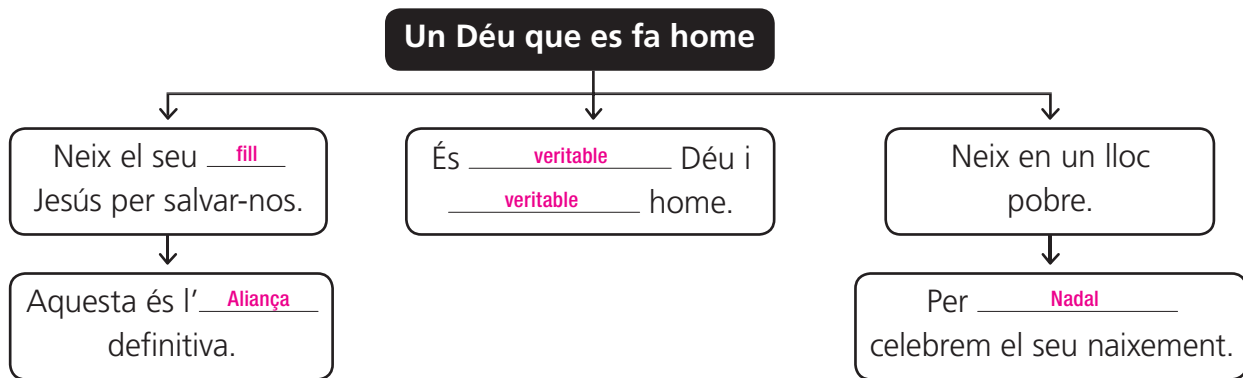 Un Déu que es fa home
Neix el seu fill
Jesús per salvar-nos.
És veritable Déu i
veritable home.
Neix en un lloc
pobre.
Aquesta és l'Aliança
definitiva.
Per Nadal
celebrem el seu naixement.